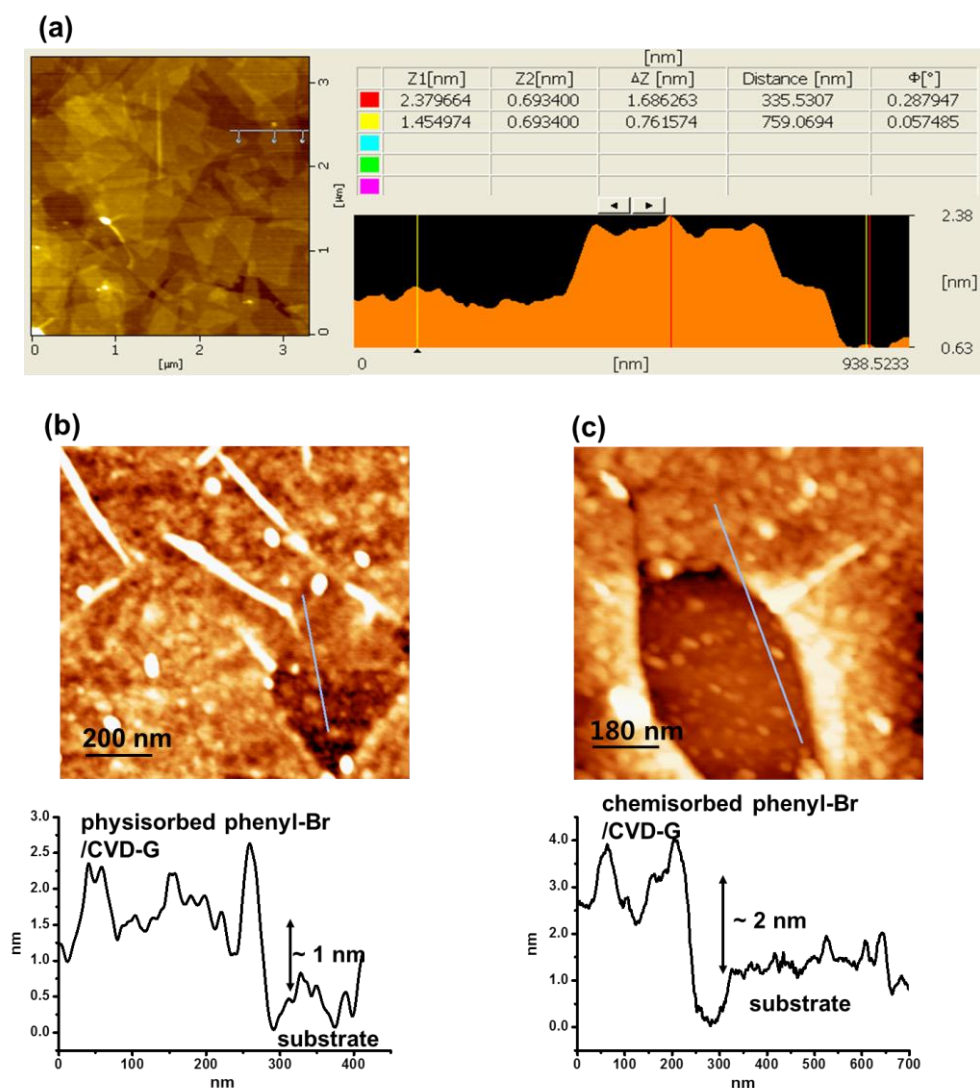 (a)
[nm]
Z1[nm] Z2[nm] ΔZ [nm] Distance [nm] Φ[°]
2.379664 0.693400 1.686263 335.5307 0.287947
1.454974 0.693400 0.761574 759.0694 0.057485
3
2
[µm]
1
0
0 1 2 3
[µm]
2.38
[nm]
0.63
0 [nm] 938.5233
(b)
200 nm
(c)
180 nm
3.0
2.5
2.0
1.5
1.0
0.5
0.0
nm
physisorbed phenyl-Br
/CVD-G
~ 1 nm
substrate
0 100 200 300 400
nm
chemisorbed phenyl-Br
/CVD-G
4.0
3.0
2.0
1.0
0.0
nm
~ 2 nm
substrate
0 100 200 300 400 500 600 700
nm